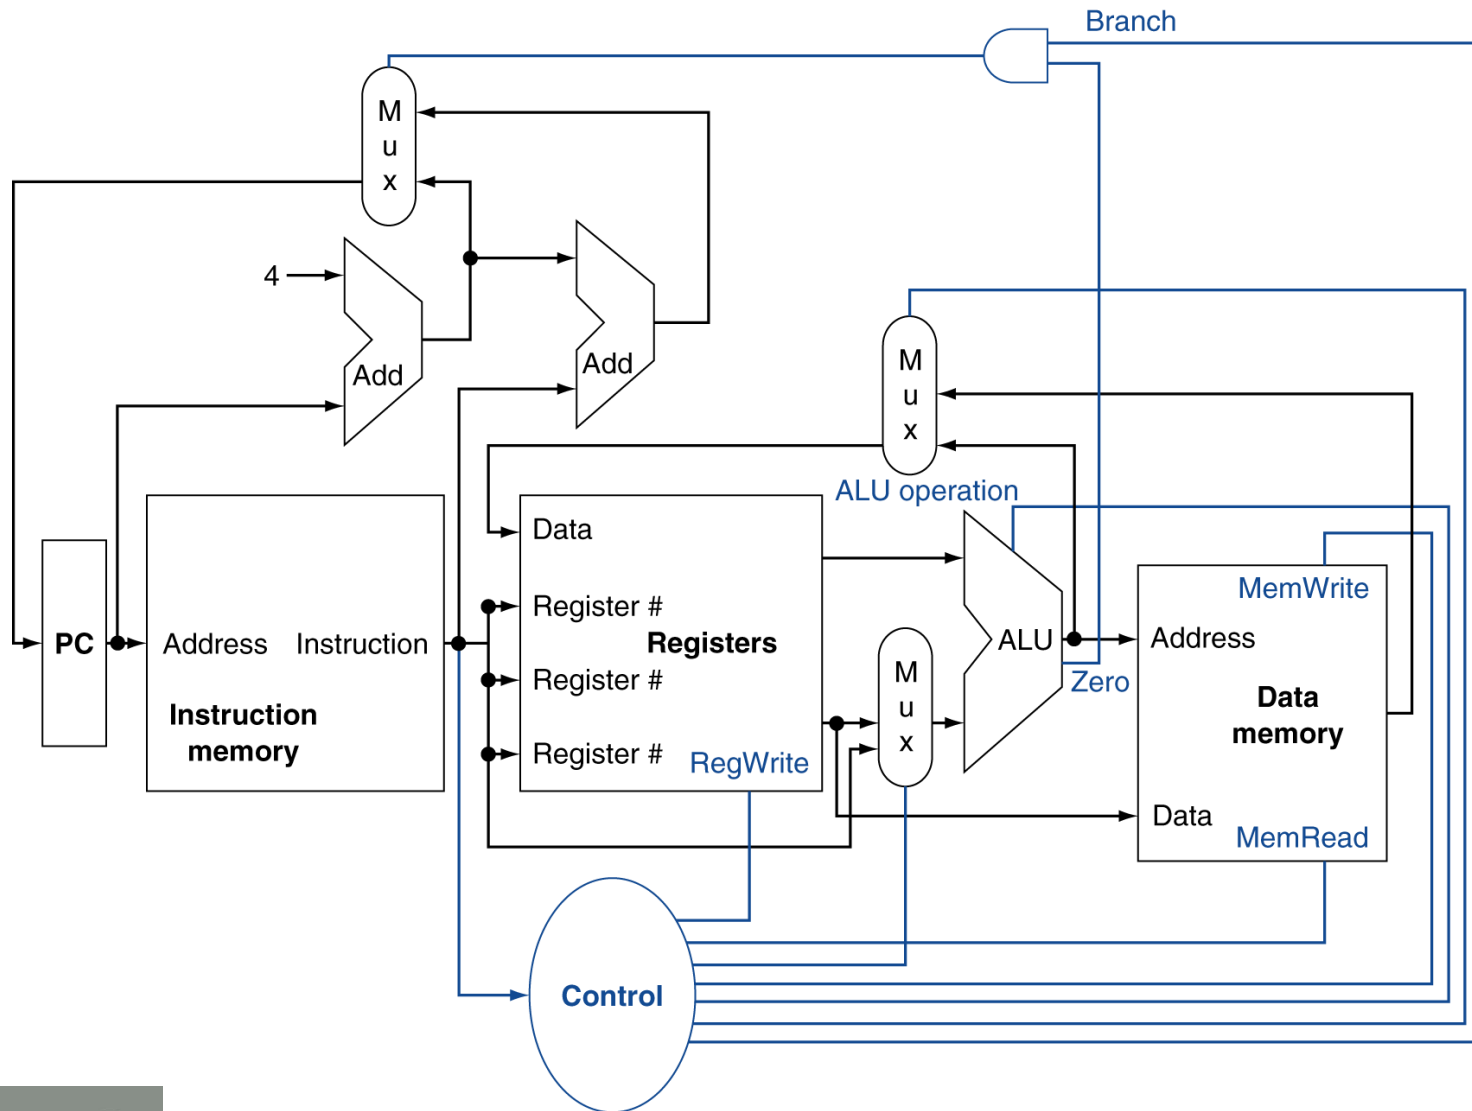 Branch
M
u
x
4
Add
Add
M
u
x
ALU operation
Data
Register #
Register #
Register #
Registers
RegWrite
PC
Address
Instruction
Instruction
memory
M
u
x
ALU
Zero
MemWrite
Address
Data
memory
Data
MemRead
Control